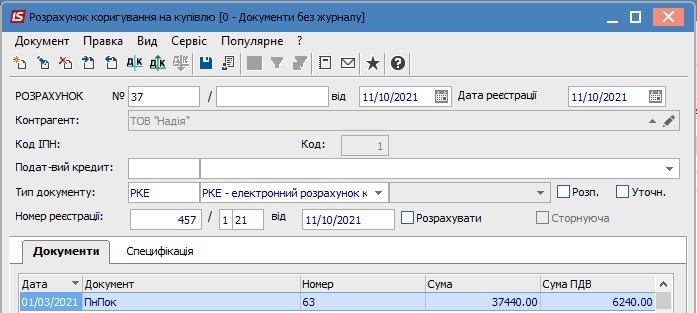 IS Розрахунок коригування на купівлю [0 - Документи без журналу]
Документ Правка Вид Сервіс Популярне ?
РОЗРАХУНОК № 37 / від 11/10/2021 Дата реєстрації 11/10/2021
Контрагент: ТОВ "Надія"
Код ІПН: Код: 1
Подат-вий кредит:
Тип документу: РКЕ РКЕ - електронний розрахунок к Розп. Уточн.
Номер реєстрації: 457 / 1 21 від 11/10/2021 Розрахувати Сторнуюча
Документи Специфікація
Дата Документ Номер Сума Сума ПДВ
01/03/2021 ПнПок 63 37440.00 6240.00